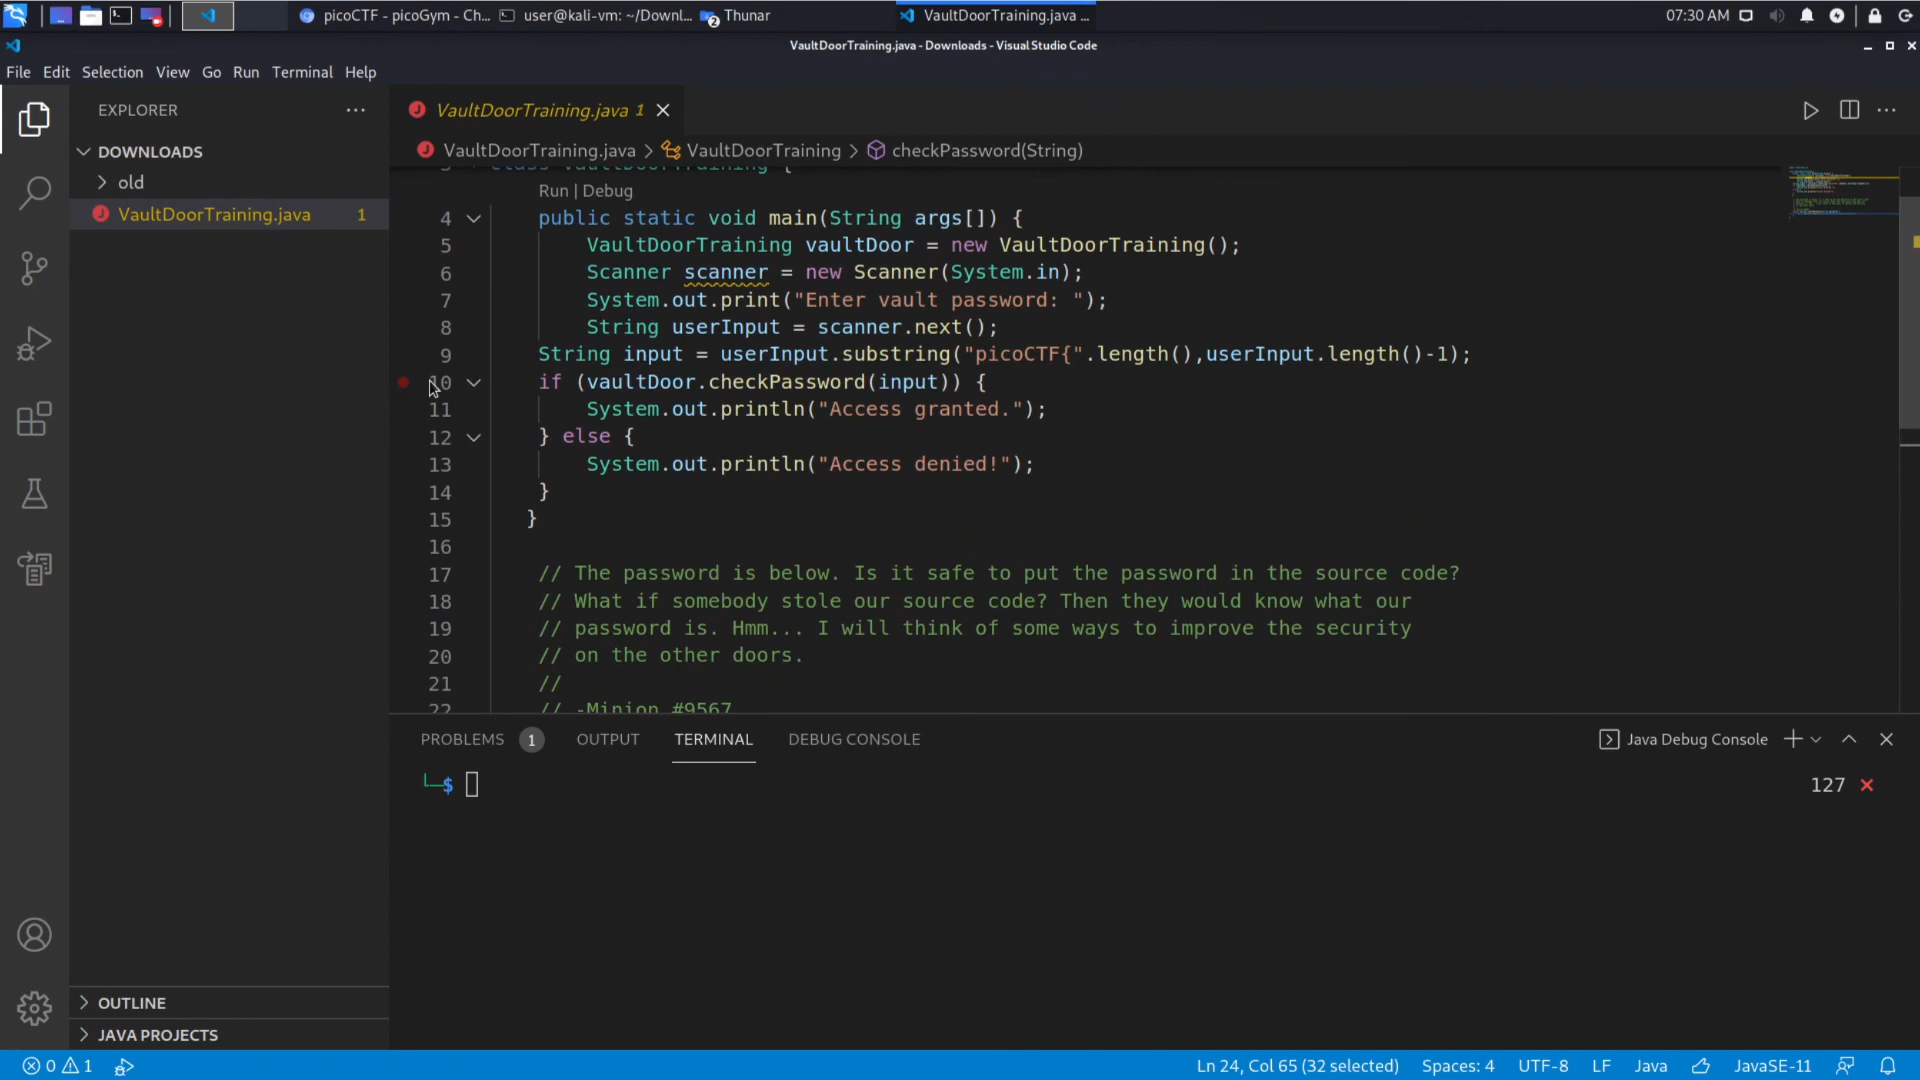 picoCTF - picoGym - Ch...
user@kali-vm: ~/Downl...
2
Thunar
VaultDoorTraining.java ...
07:30 AM
VaultDoorTraining.java - Downloads - Visual Studio Code
File Edit Selection View Go Run Terminal Help
EXPLORER
DOWNLOADS
old
VaultDoorTraining.java 1
OUTLINE
JAVA PROJECTS
VaultDoorTraining.java 1
VaultDoorTraining.java > VaultDoorTraining > checkPassword(String)
3 class VaultDoorTraining {
Run | Debug
4 public static void main(String args[]) {
5 VaultDoorTraining vaultDoor = new VaultDoorTraining();
6 Scanner scanner = new Scanner(System.in);
7 System.out.print("Enter vault password: ");
8 String userInput = scanner.next();
9 String input = userInput.substring("picoCTF{".length(),userInput.length()-1);
10 if (vaultDoor.checkPassword(input)) {
11 System.out.println("Access granted.");
12 } else {
13 System.out.println("Access denied!");
14 }
15 }
16
17 // The password is below. Is it safe to put the password in the source code?
18 // What if somebody stole our source code? Then they would know what our
19 // password is. Hmm... I will think of some ways to improve the security
20 // on the other doors.
21 //
22 // -Minion #9567
PROBLEMS 1 OUTPUT TERMINAL DEBUG CONSOLE
Java Debug Console
└─$
127 ×
0 1
Ln 24, Col 65 (32 selected) Spaces: 4 UTF-8 LF Java JavaSE-11